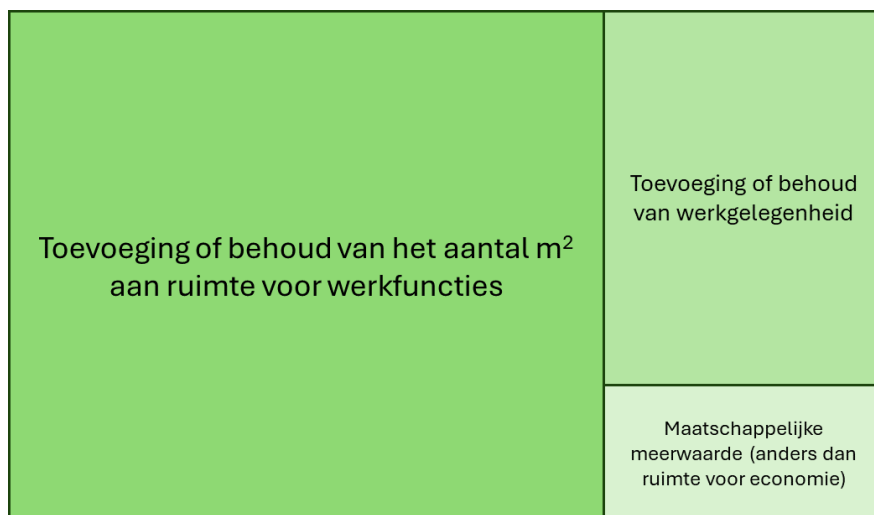 Toevoeging of behoud van het aantal m²
aan ruimte voor werkfuncties
Toevoeging of behoud
van werkgelegenheid
Maatschappelijke
meerwaarde (anders dan
ruimte voor economie)